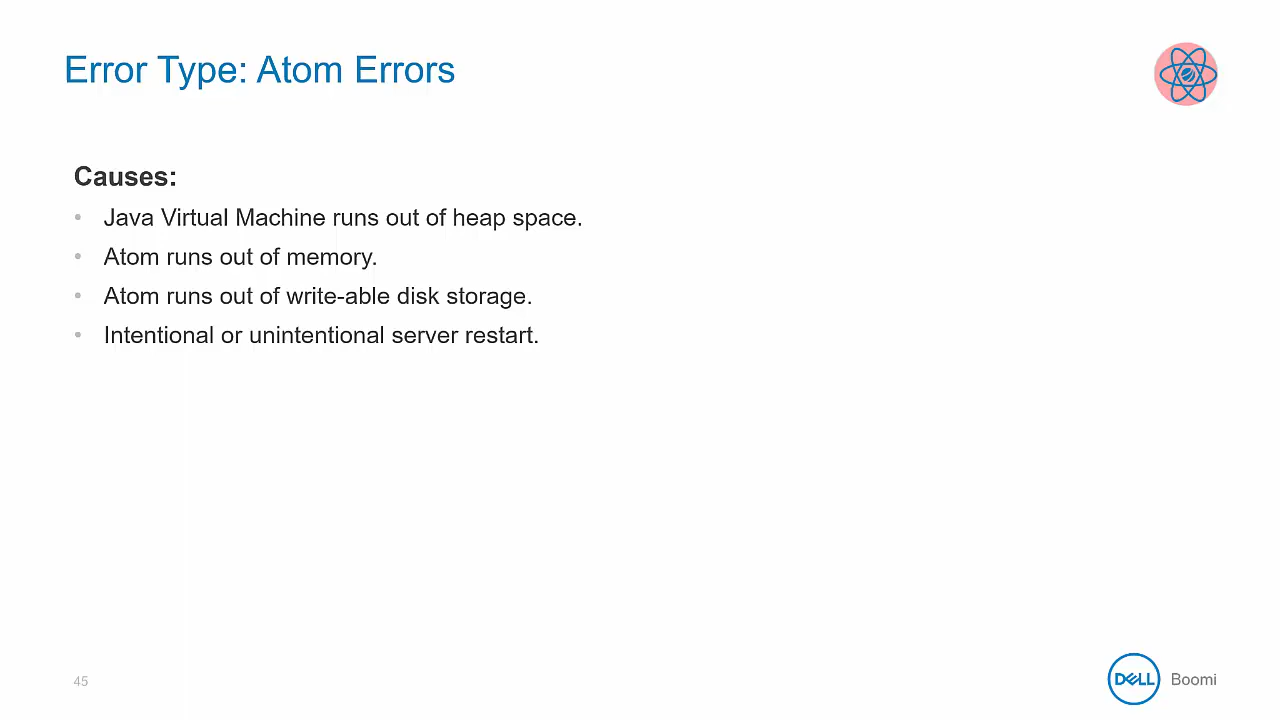 Error Type: Atom Errors
Causes:
• Java Virtual Machine runs out of heap space.
• Atom runs out of memory.
• Atom runs out of write-able disk storage.
• Intentional or unintentional server restart.
45
DELL Boomi